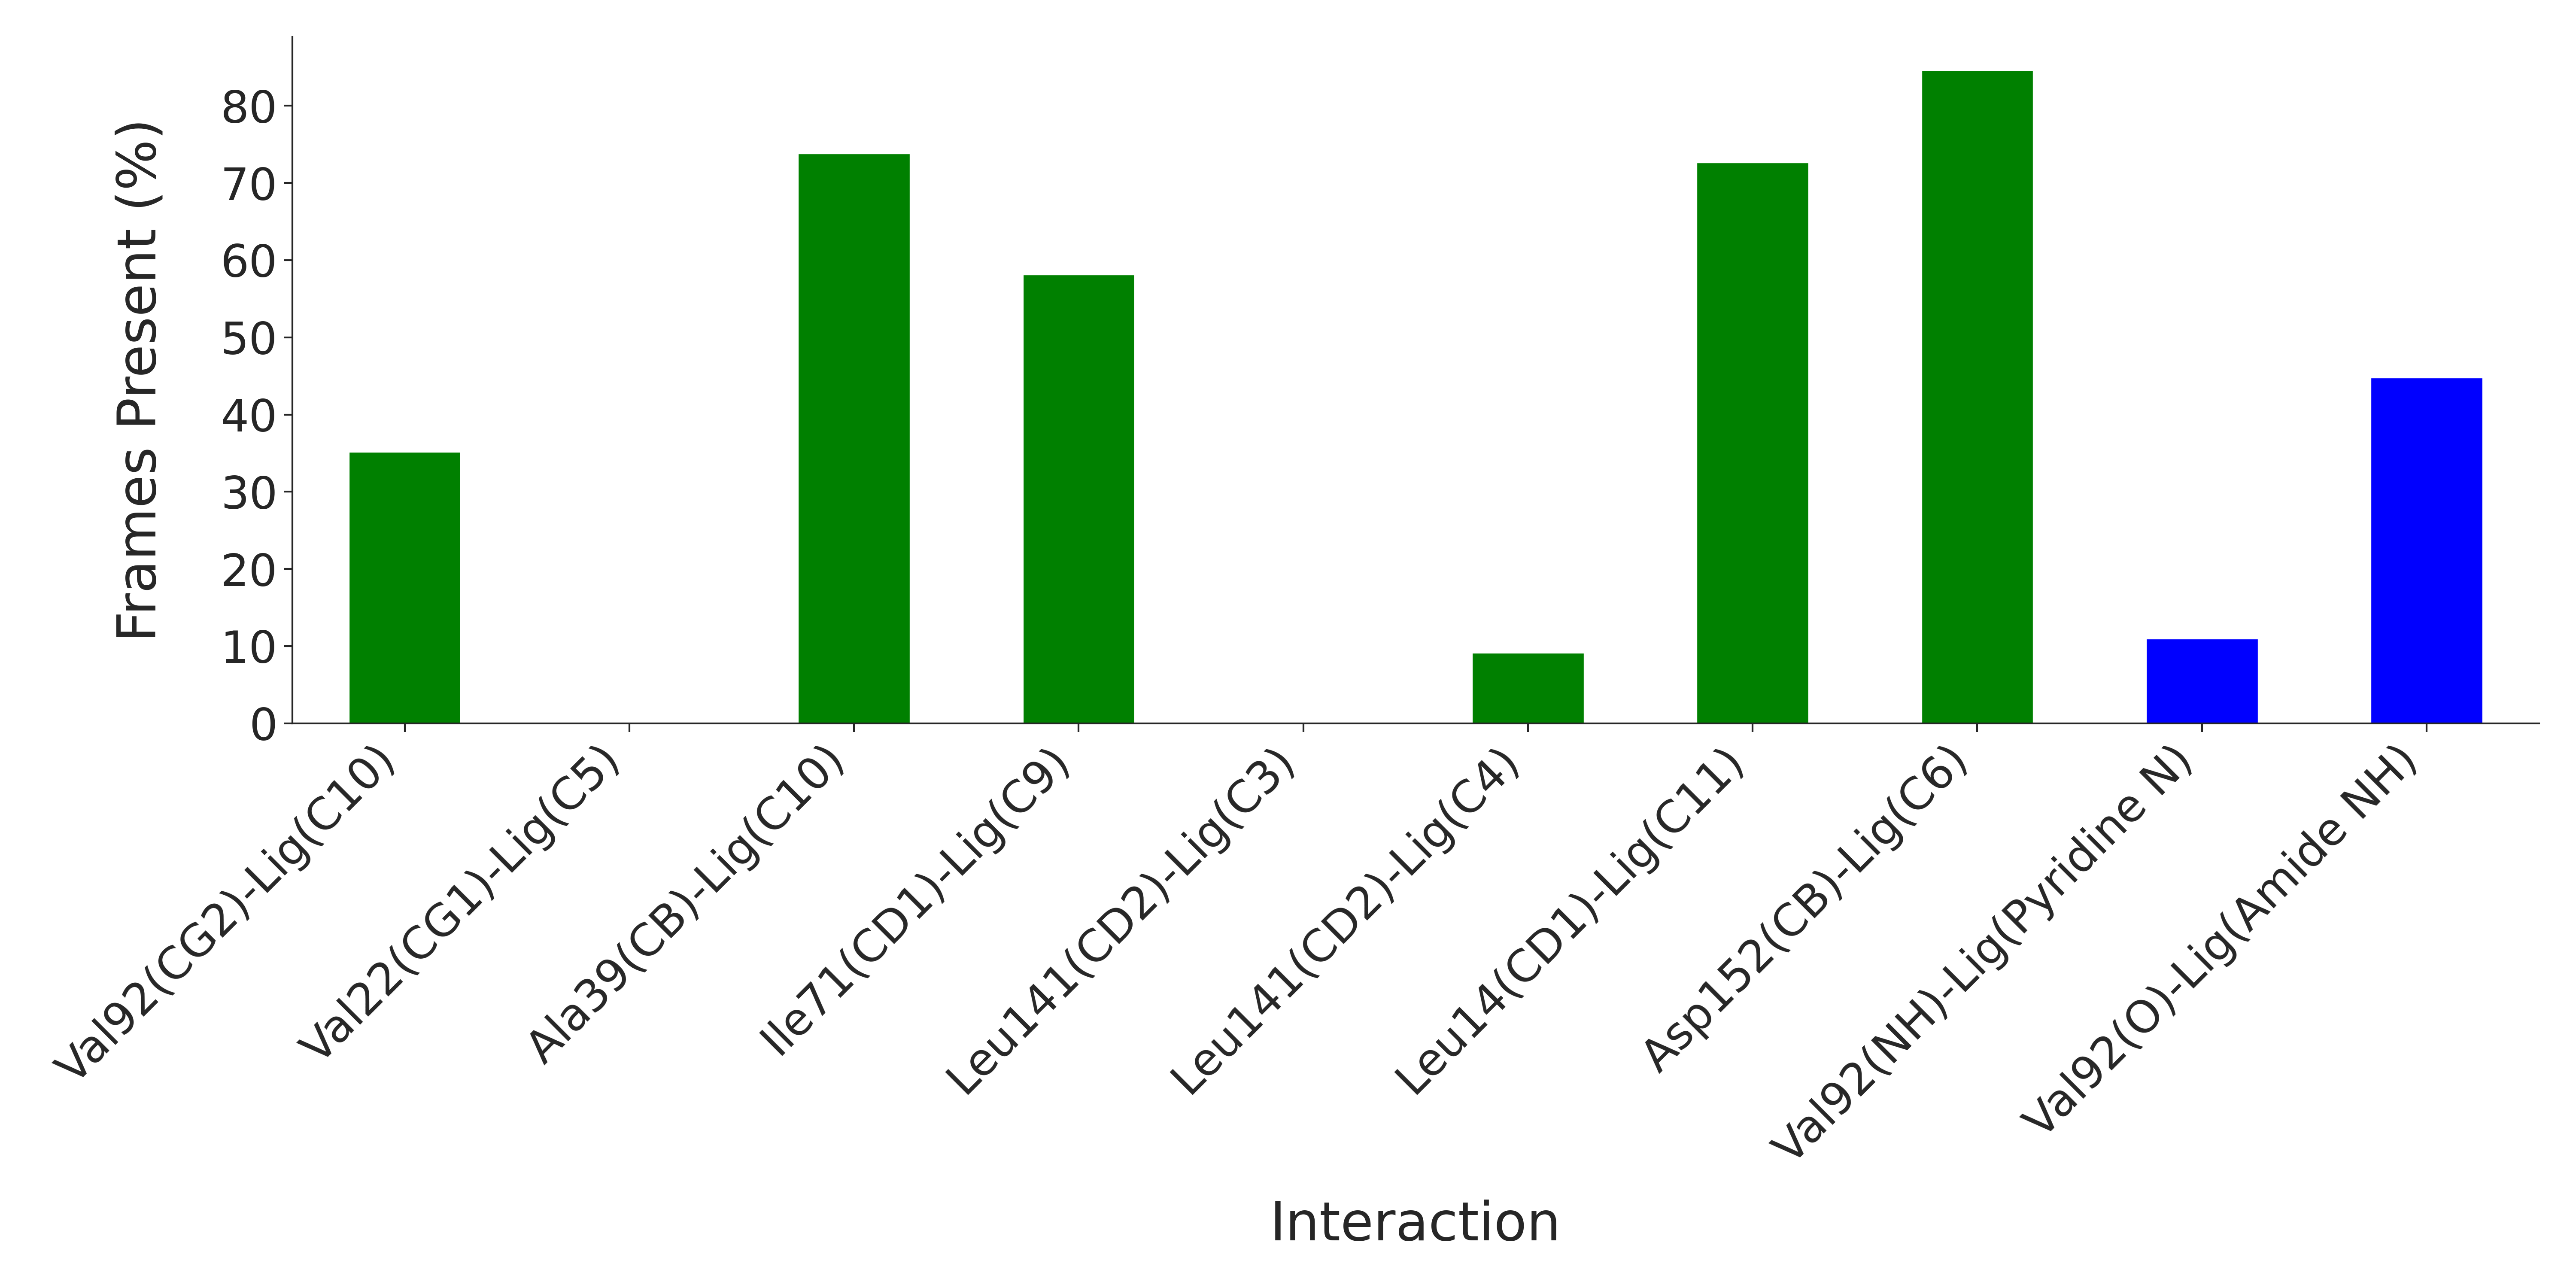 Frames Present (%)
80
70
60
50
40
30
20
10
0
Val92(CG2)-Lig(C10)
Val22(CG1)-Lig(C5)
Ala39(CB)-Lig(C10)
Ile71(CD1)-Lig(C9)
Leu141(CD2)-Lig(C3)
Leu141(CD2)-Lig(C4)
Leu14(CD1)-Lig(C11)
Asp152(CB)-Lig(C6)
Val92(NH)-Lig(Pyridine N)
Val92(O)-Lig(Amide NH)
Interaction